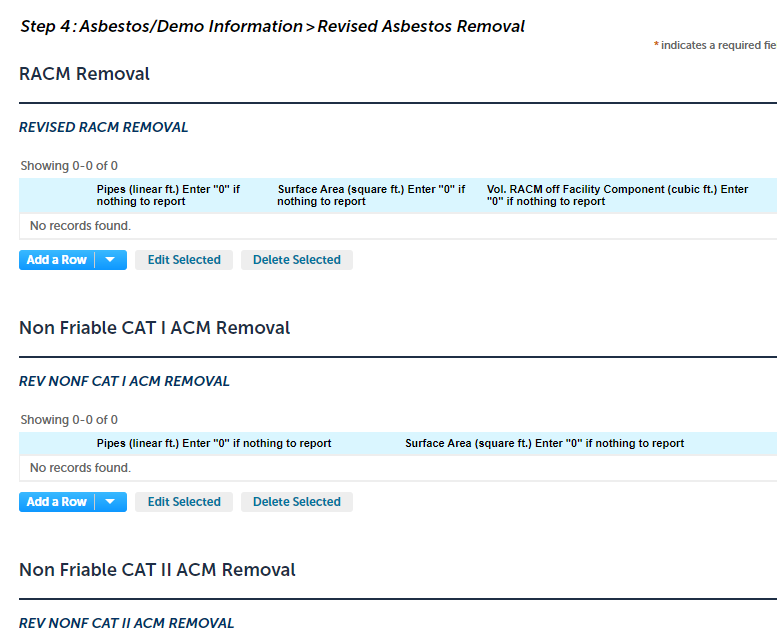 Step 4 : Asbestos/Demo Information > Revised Asbestos Removal
* indicates a required fie
RACM Removal
REVISED RACM REMOVAL
Showing 0-0 of 0
Pipes (linear ft.) Enter "0" if nothing to report
Surface Area (square ft.) Enter "0" if nothing to report
Vol. RACM off Facility Component (cubic ft.) Enter "0" if nothing to report
No records found.
Add a Row Edit Selected Delete Selected
Non Friable CAT I ACM Removal
REV NONF CAT I ACM REMOVAL
Showing 0-0 of 0
Pipes (linear ft.) Enter "0" if nothing to report Surface Area (square ft.) Enter "0" if nothing to report
No records found.
Add a Row Edit Selected Delete Selected
Non Friable CAT II ACM Removal
REV NONF CAT II ACM REMOVAL